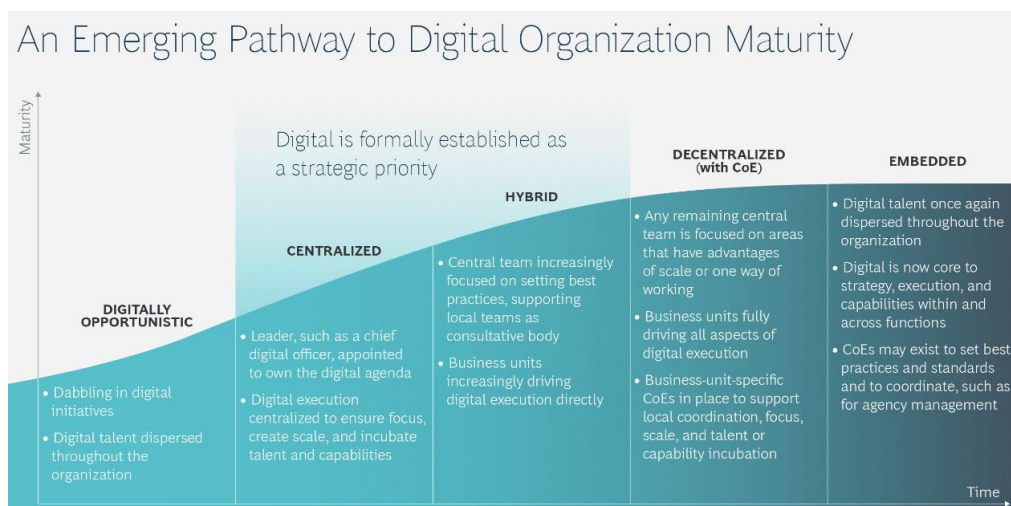 An Emerging Pathway to Digital Organization Maturity
Maturity
Digital is formally established as
a strategic priority
DIGITALLY
OPPORTUNISTIC
• Dabbling in digital
initiatives
• Digital talent dispersed
throughout the
organization
CENTRALIZED
• Leader, such as a chief
digital officer, appointed
to own the digital agenda
• Digital execution
centralized to ensure focus,
create scale, and incubate
talent and capabilities
HYBRID
• Central team increasingly
focused on setting best
practices, supporting
local teams as
consultative body
• Business units
increasingly driving
digital execution directly
DECENTRALIZED
(with CoE)
• Any remaining central
team is focused on areas
that have advantages
of scale or one way of
working
• Business units fully
driving all aspects of
digital execution
• Business-unit-specific
CoEs in place to support
local coordination, focus,
scale, and talent or
capability incubation
EMBEDDED
• Digital talent once again
dispersed throughout the
organization
• Digital is now core to
strategy, execution, and
capabilities within and
across functions
• CoEs may exist to set best
practices and standards
and to coordinate, such as
for agency management
Time